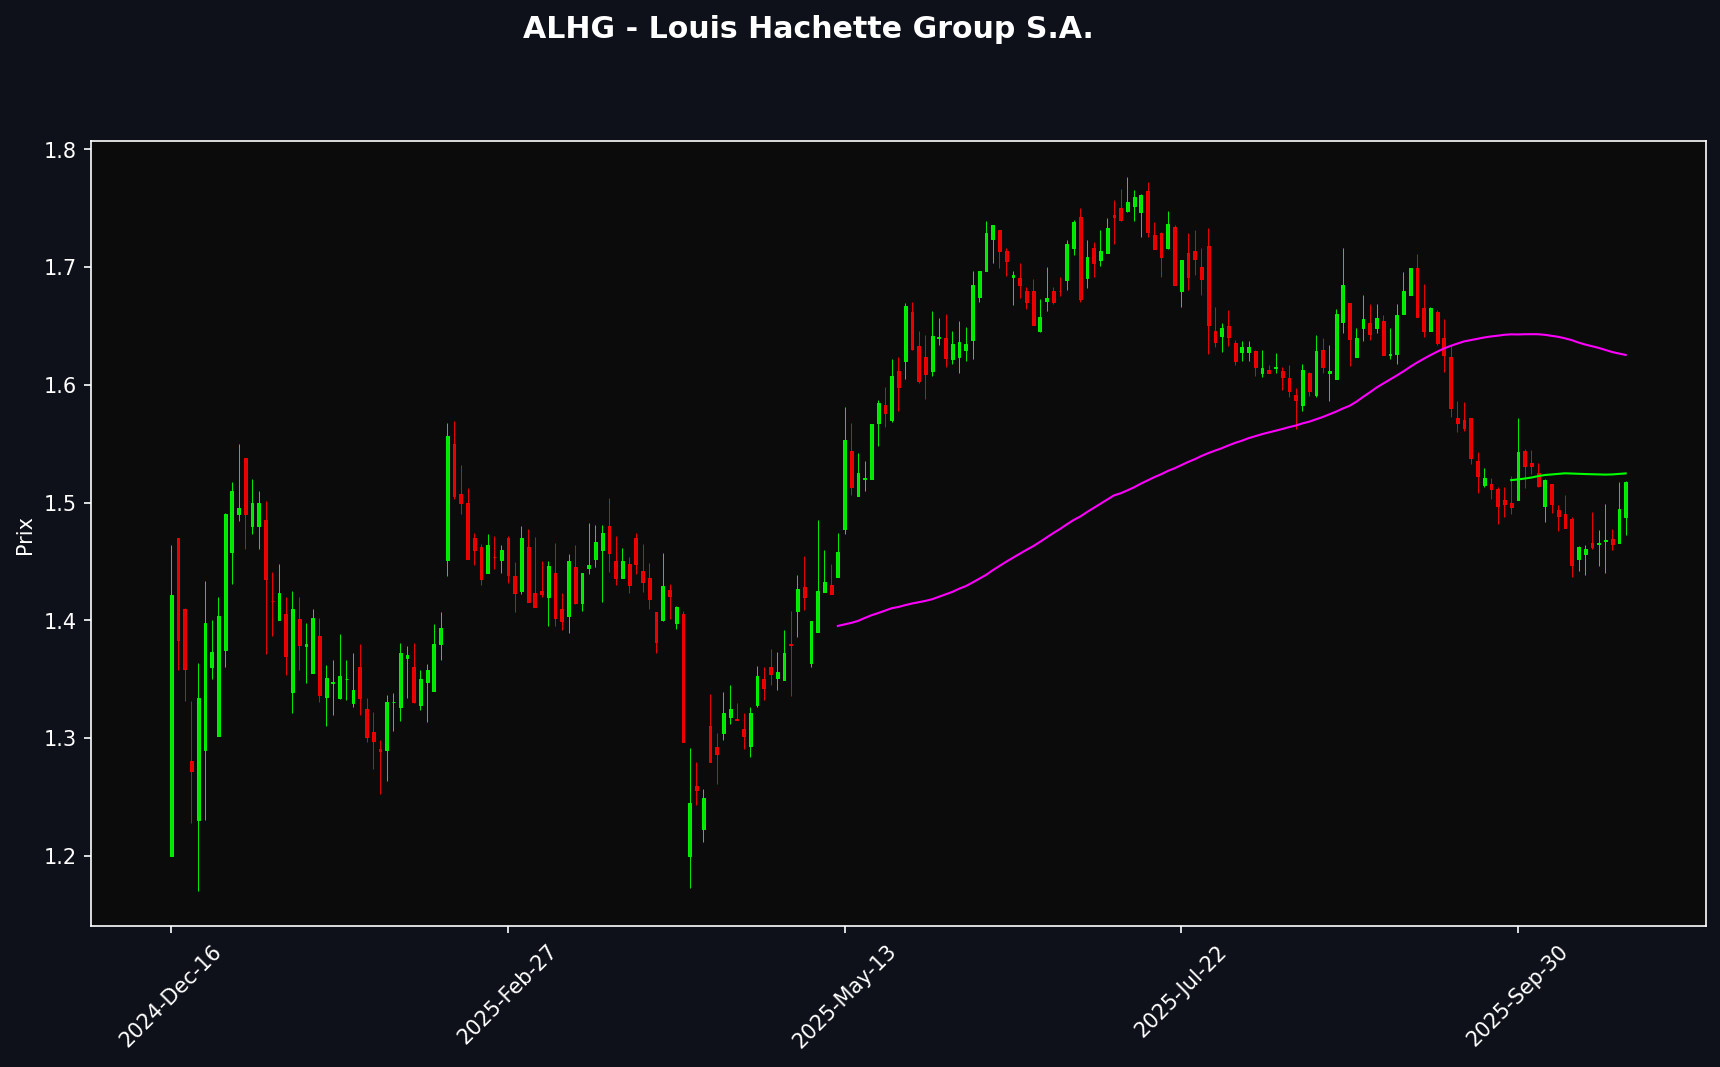 ALHG - Louis Hachette Group S.A.
Prix
1.8
1.7
1.6
1.5
1.4
1.3
1.2
2024-Dec-16
2025-Feb-27
2025-May-13
2025-Jul-22
2025-Sep-30